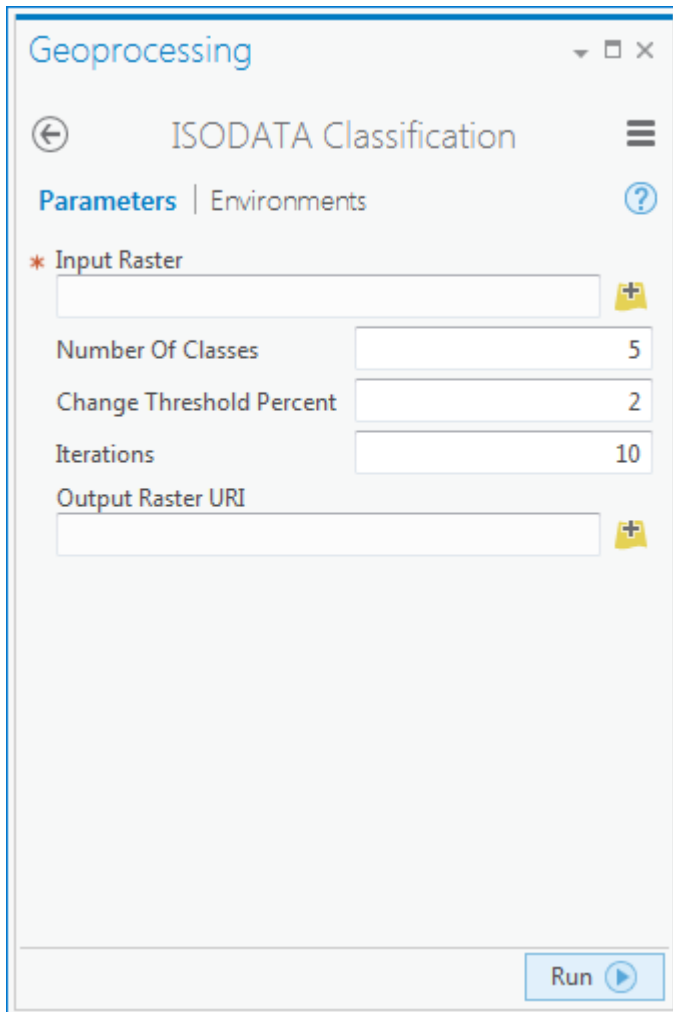 Geoprocessing
ISODATA Classification
Parameters | Environments
?
* Input Raster
Number Of Classes 5
Change Threshold Percent 2
Iterations 10
Output Raster URI
Run